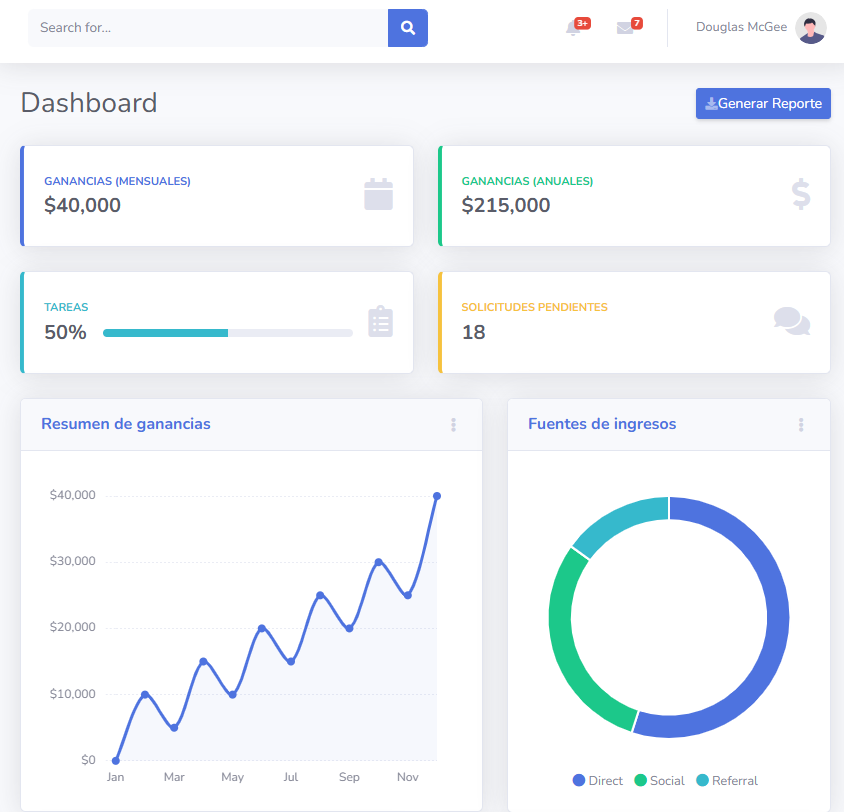 Search for...
3+
7
Douglas McGee
Dashboard
Generar Reporte
GANANCIAS (MENSUALES)
$40,000
GANANCIAS (ANUALES)
$215,000
TAREAS
50%
SOLICITUDES PENDIENTES
18
Resumen de ganancias
Fuentes de ingresos
$40,000
$30,000
$20,000
$10,000
$0
Jan Mar May Jul Sep Nov
Direct Social Referral